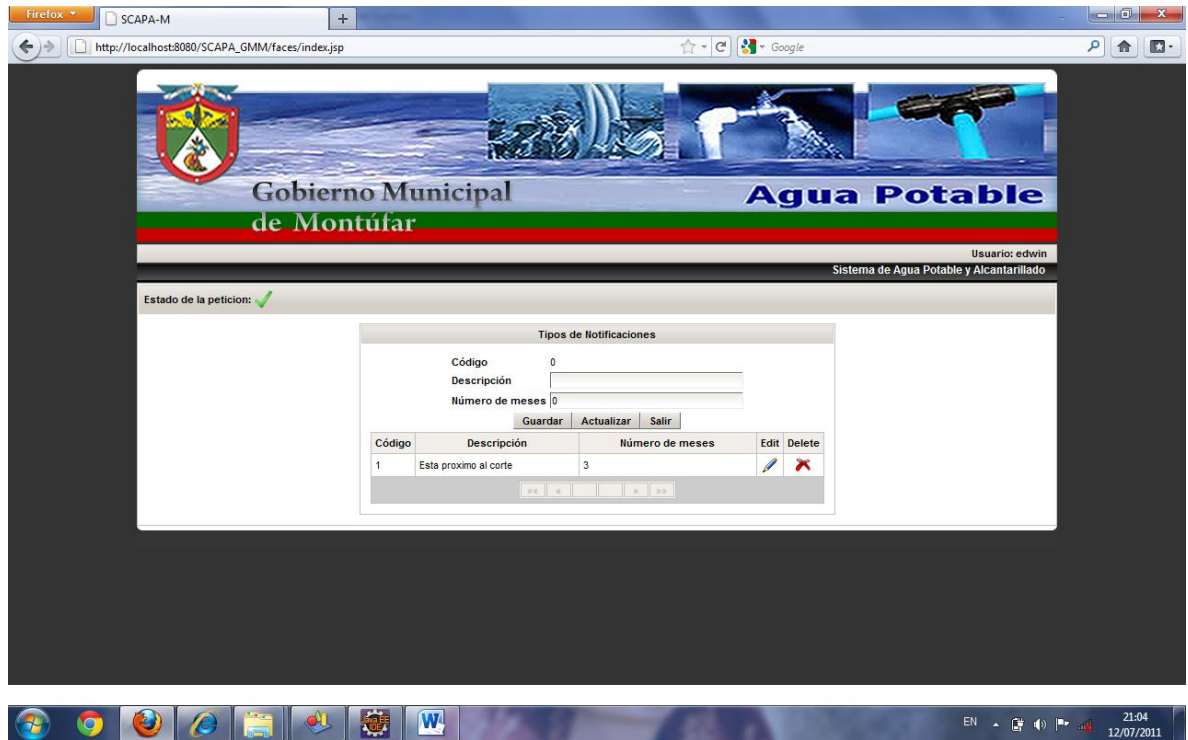 Firefox
SCAPA-M
http://localhost:8080/SCAPA_GMM/faces/index.jsp
Google
Gobierno Municipal
de Montúfar
Agua Potable
Usuario: edwin
Sistema de Agua Potable y Alcantarillado
Estado de la peticion:
Tipos de Notificaciones
Código 0
Descripción
Número de meses 0
Guardar Actualizar Salir
Código Descripción Número de meses Edit Delete
1 Esta proximo al corte 3
«« « » »»
Java EE
IDE
W
EN
21:04
12/07/2011